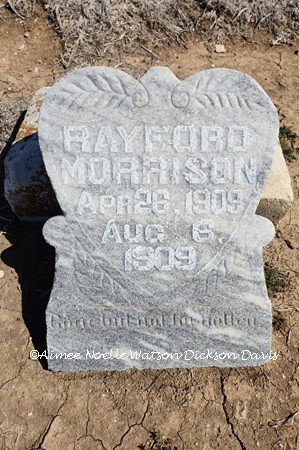 RAYFORD
MORRISON
APR 26, 1909
AUG 6,
1909
Gone but not forgotten
©Aimee Noelle Watson Dickson Davis